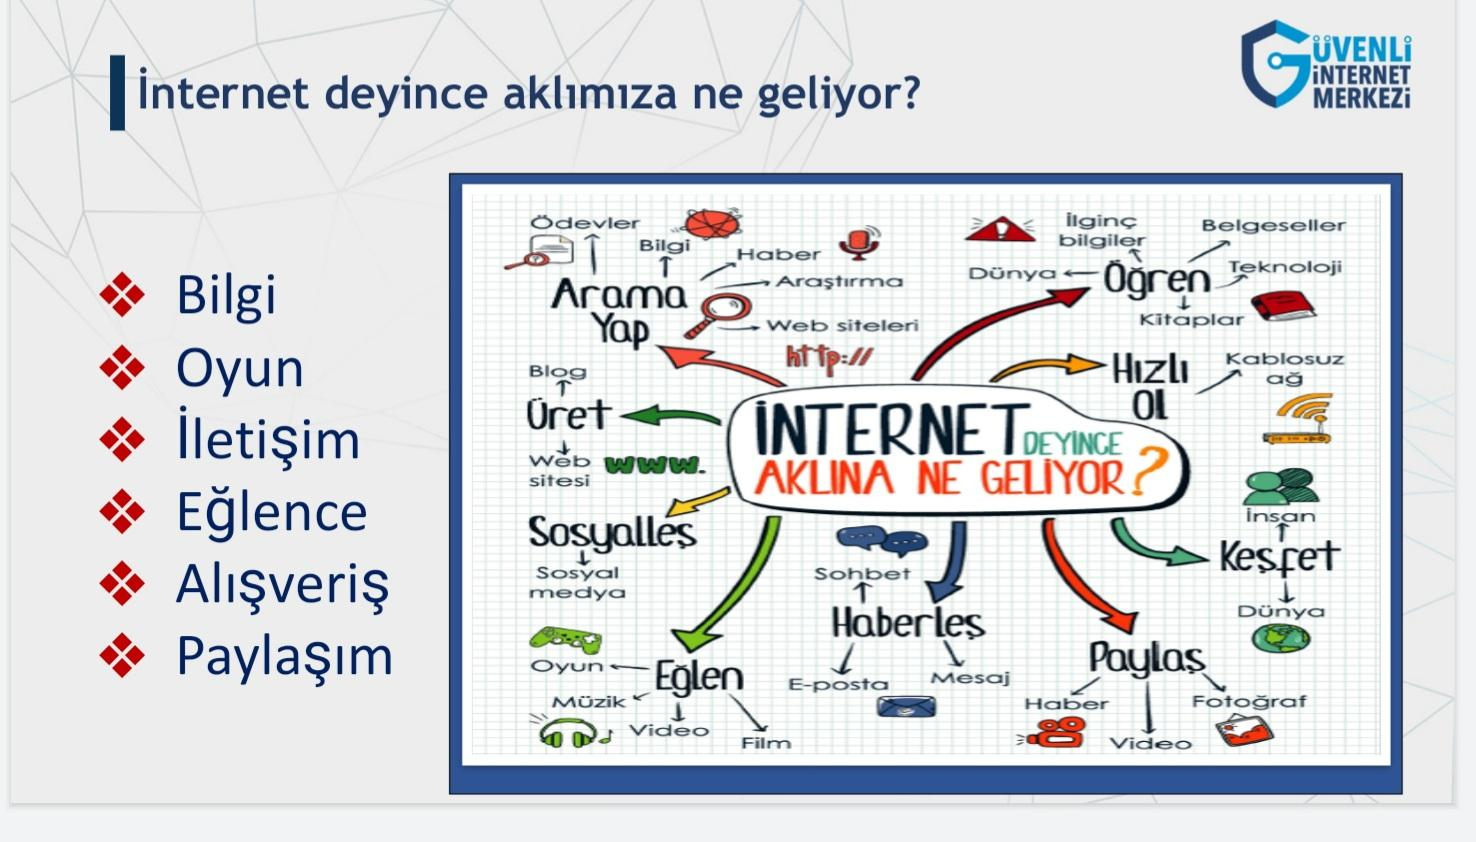 İnternet deyince aklımıza ne geliyor?
GÜVENLİ
İNTERNET
MERKEZİ
Bilgi
Oyun
İletişim
Eğlence
Alışveriş
Paylaşım
Ödevler
Bilgi
Haber
Araştırma
Web siteleri
Arama
Yap
http://
İlginç
bilgiler
Belgeseller
Dünya
Öğren
Teknoloji
Kitaplar
Blog
Üret
Web
sitesi
www.
Hızlı
Ol
Kablosuz
ağ
İNTERNET DEYİNCE
AKLINA NE GELİYOR?
Sosyalleş
Sosyal
medya
İnsan
Keşfet
Dünya
Sohbet
Haberleş
E-posta
Mesaj
Oyun
Eğlen
Müzik
Video
Film
Paylaş
Haber
Video
Fotoğraf